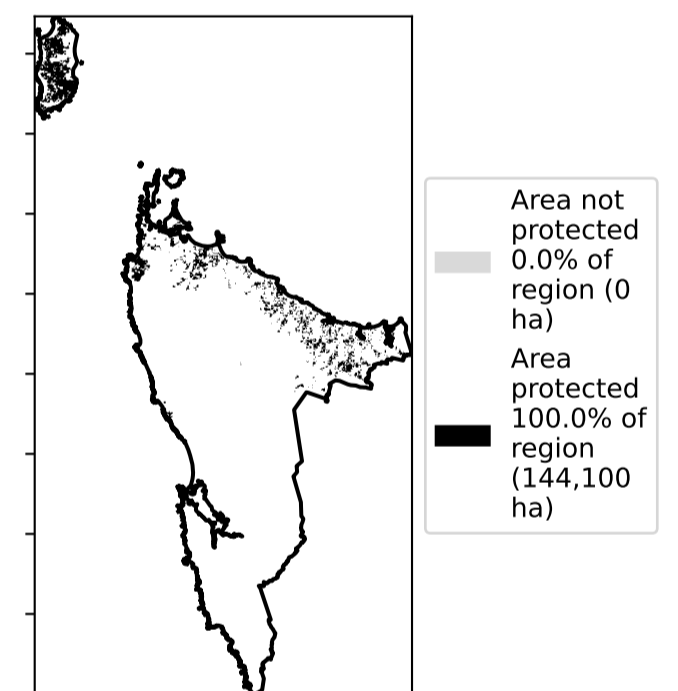 Area not
protected
0.0% of
region (0
ha)
Area
protected
100.0% of
region
(144,100
ha)